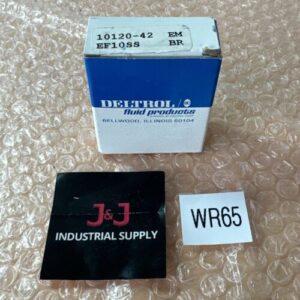 10120-42 EM
EF10SS BR
DELTROL
fluid products
BELLWOOD, ILLINOIS 60104
J&J
INDUSTRIAL SUPPLY
WR65